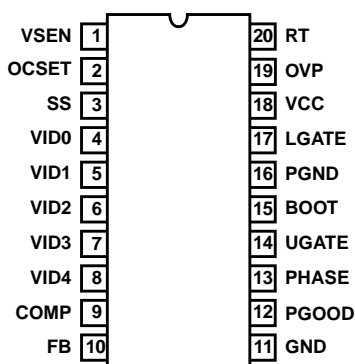 VSEN 1 20 RT
OCSET 2 19 OVP
SS 3 18 VCC
VID0 4 17 LGATE
VID1 5 16 PGND
VID2 6 15 BOOT
VID3 7 14 UGATE
VID4 8 13 PHASE
COMP 9 12 PGOOD
FB 10 11 GND